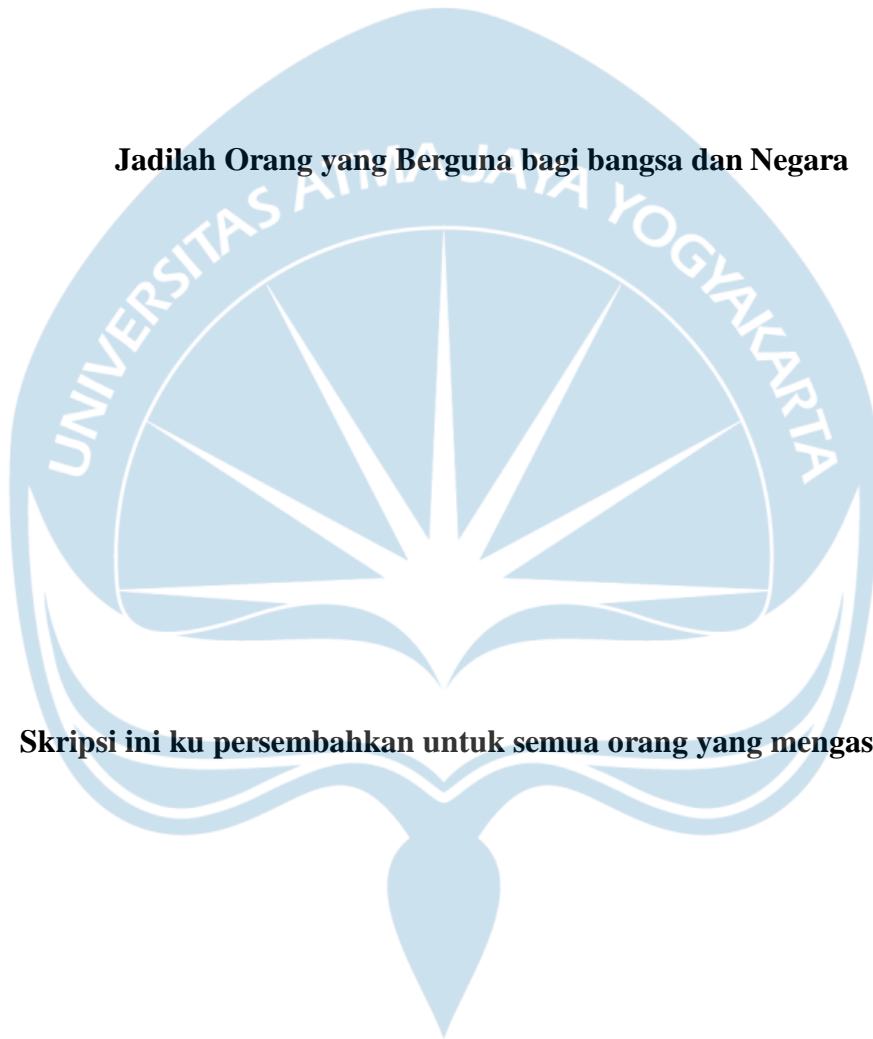 Jadilah Orang yang Berguna bagi bangsa dan Negara
UNIVERSITAS ATMA JAYA YOGYAKARTA
Skripsi ini ku persembahkan untuk semua orang yang